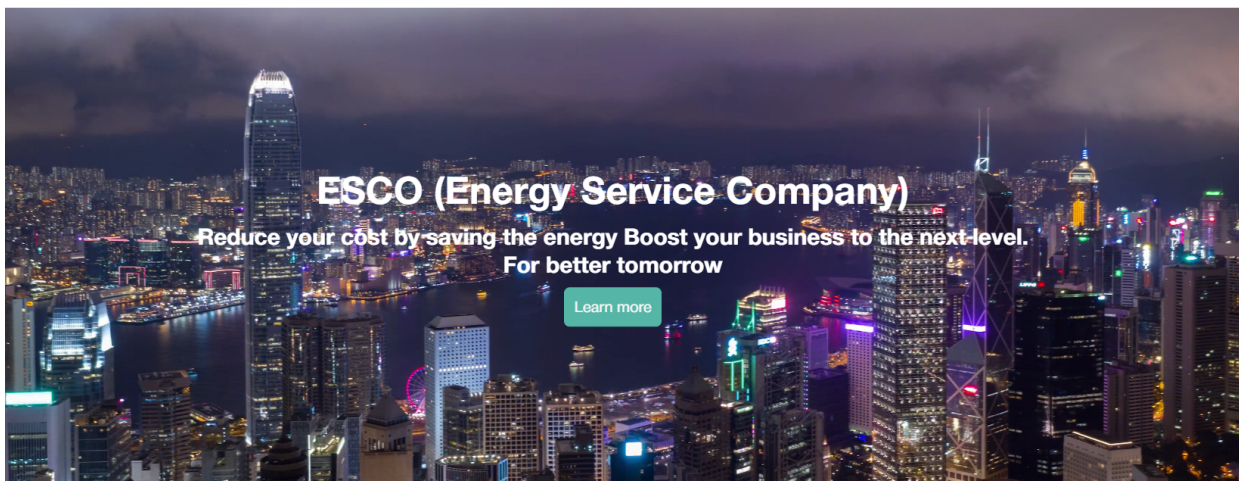 ESCO (Energy Service Company)
Reduce your cost by saving the energy Boost your business to the next level.
For better tomorrow
Learn more